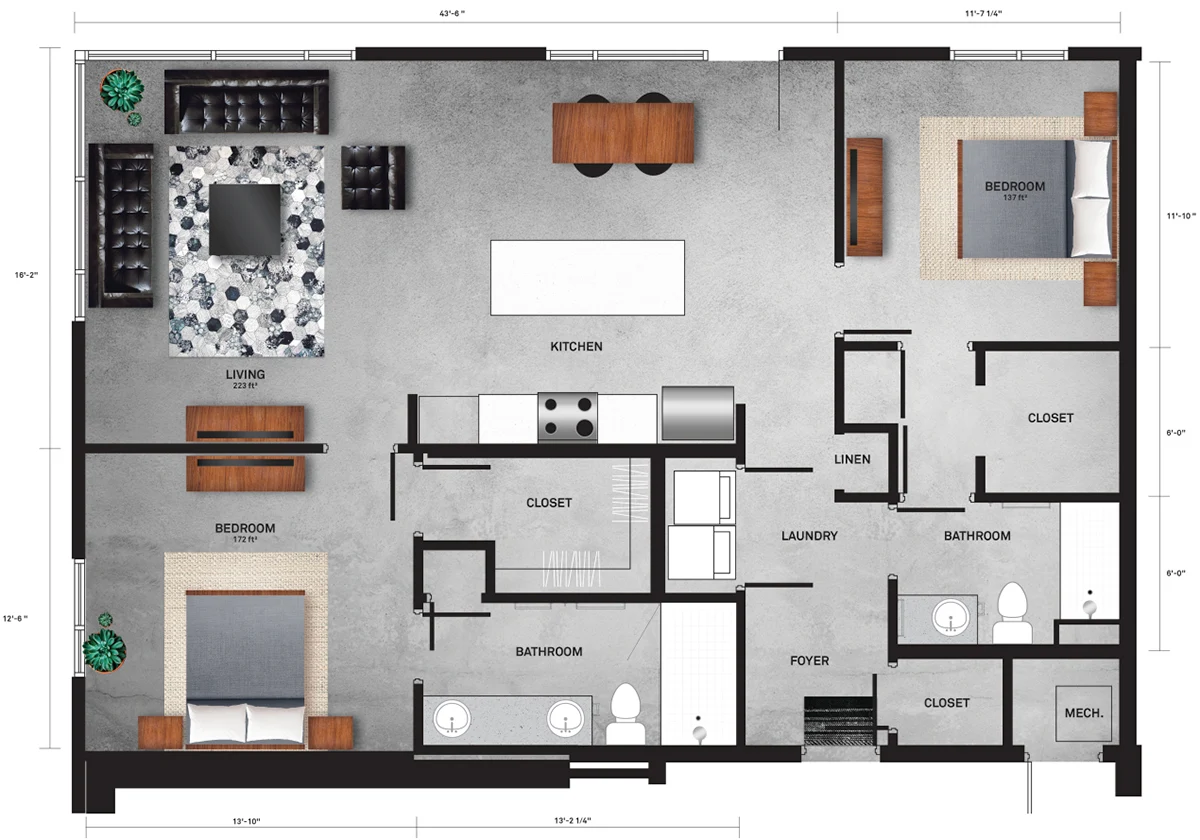 43'-6 "
11'-7 1/4"
BEDROOM
137 ft²
11'-10 "
16'-2"
KITCHEN
LIVING
223 ft²
CLOSET
6'-0"
LINEN
CLOSET
BEDROOM
172 ft²
LAUNDRY
BATHROOM
6'-0"
12'-6 "
BATHROOM
FOYER
CLOSET
MECH.
13'-10"
13'-2 1/4"